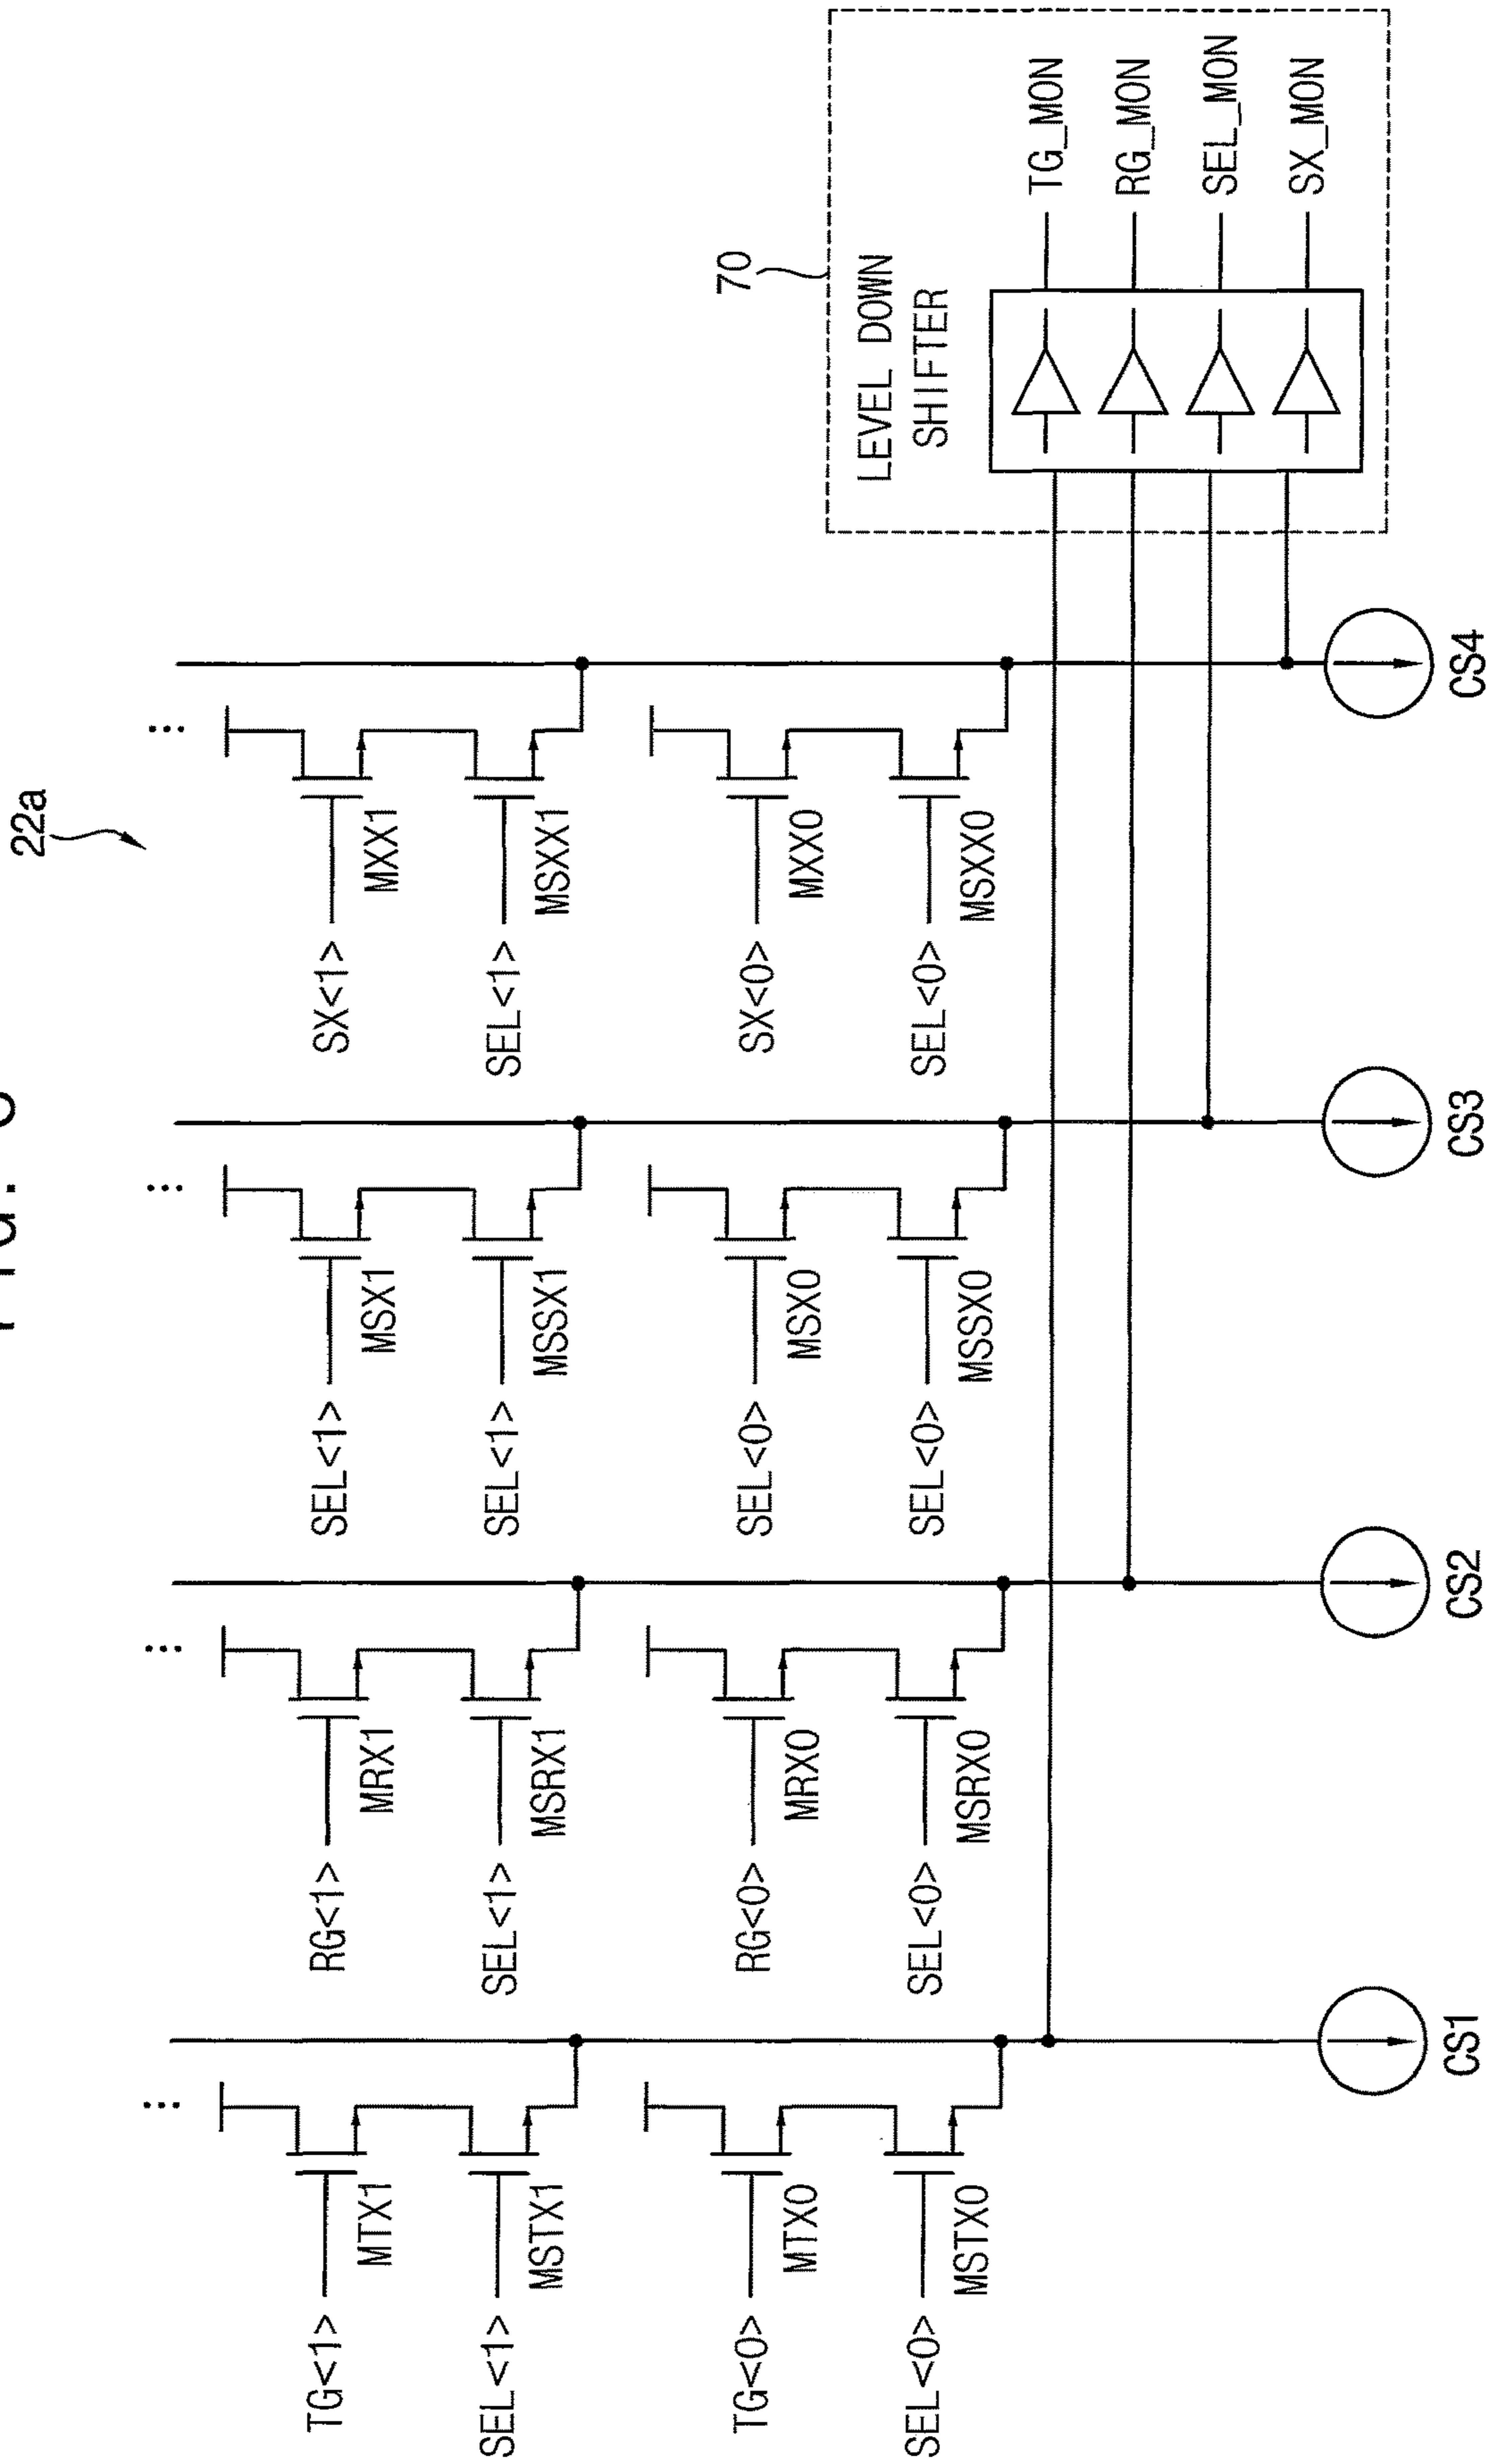 22a
TG<1>
MTX1
SEL<1>
MSTX1
TG<0>
MTX0
SEL<0>
MSTX0
RG<1>
MRX1
SEL<1>
MSRX1
RG<0>
MRX0
SEL<0>
MSRX0
SEL<1>
MSX1
SEL<1>
MSSX1
SEL<0>
MSX0
SEL<0>
MSSX0
SX<1>
MXX1
SEL<1>
MSXX1
SX<0>
MXX0
SEL<0>
MSXX0
CS1
CS2
CS3
CS4
70
LEVEL DOWN
SHIFTER
TG_MON
RG_MON
SEL_MON
SX_MON